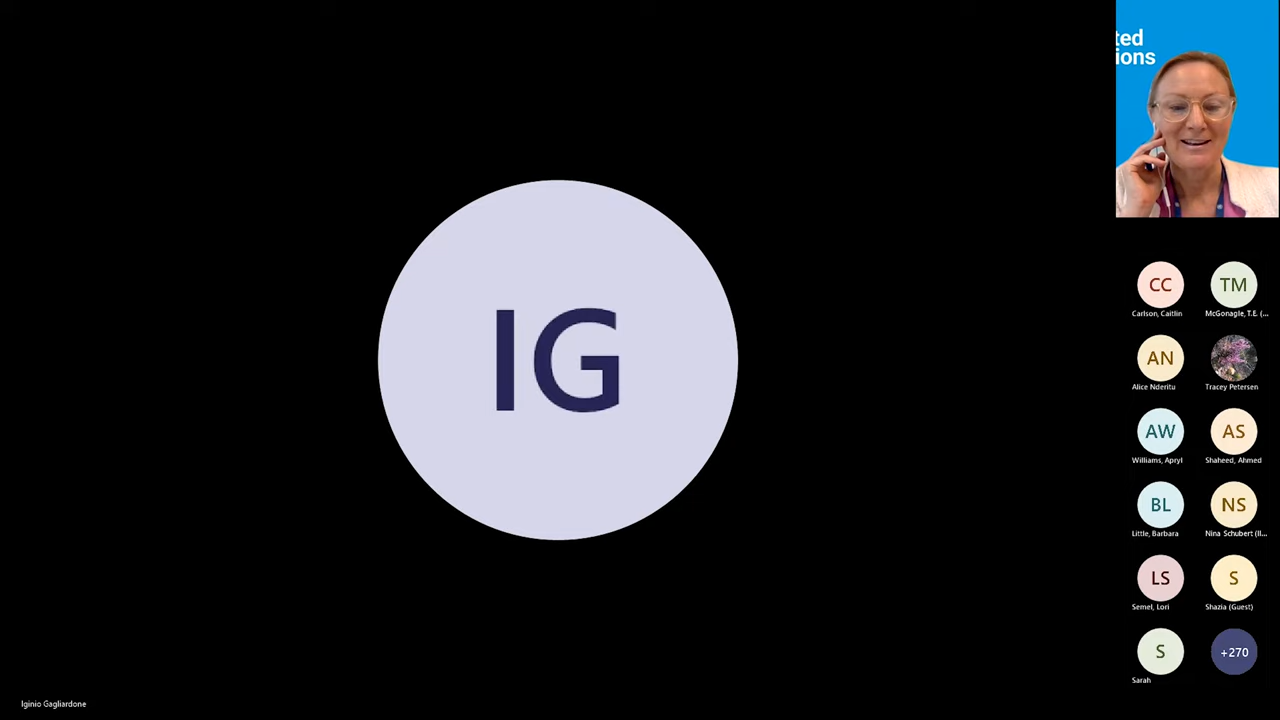 ted
ions
IG
CC
TM
Carlson, Caitlin
McGonagle, T.E. (...
AN
Alice Nderitu
Tracey Petersen
AW
AS
Williams, Apryl
Shaheed, Ahmed
BL
NS
Little, Barbara
Nina Schubert (II...
LS
S
Semel, Lori
Shazia (Guest)
S
+270
Sarah
Iginio Gagliardone